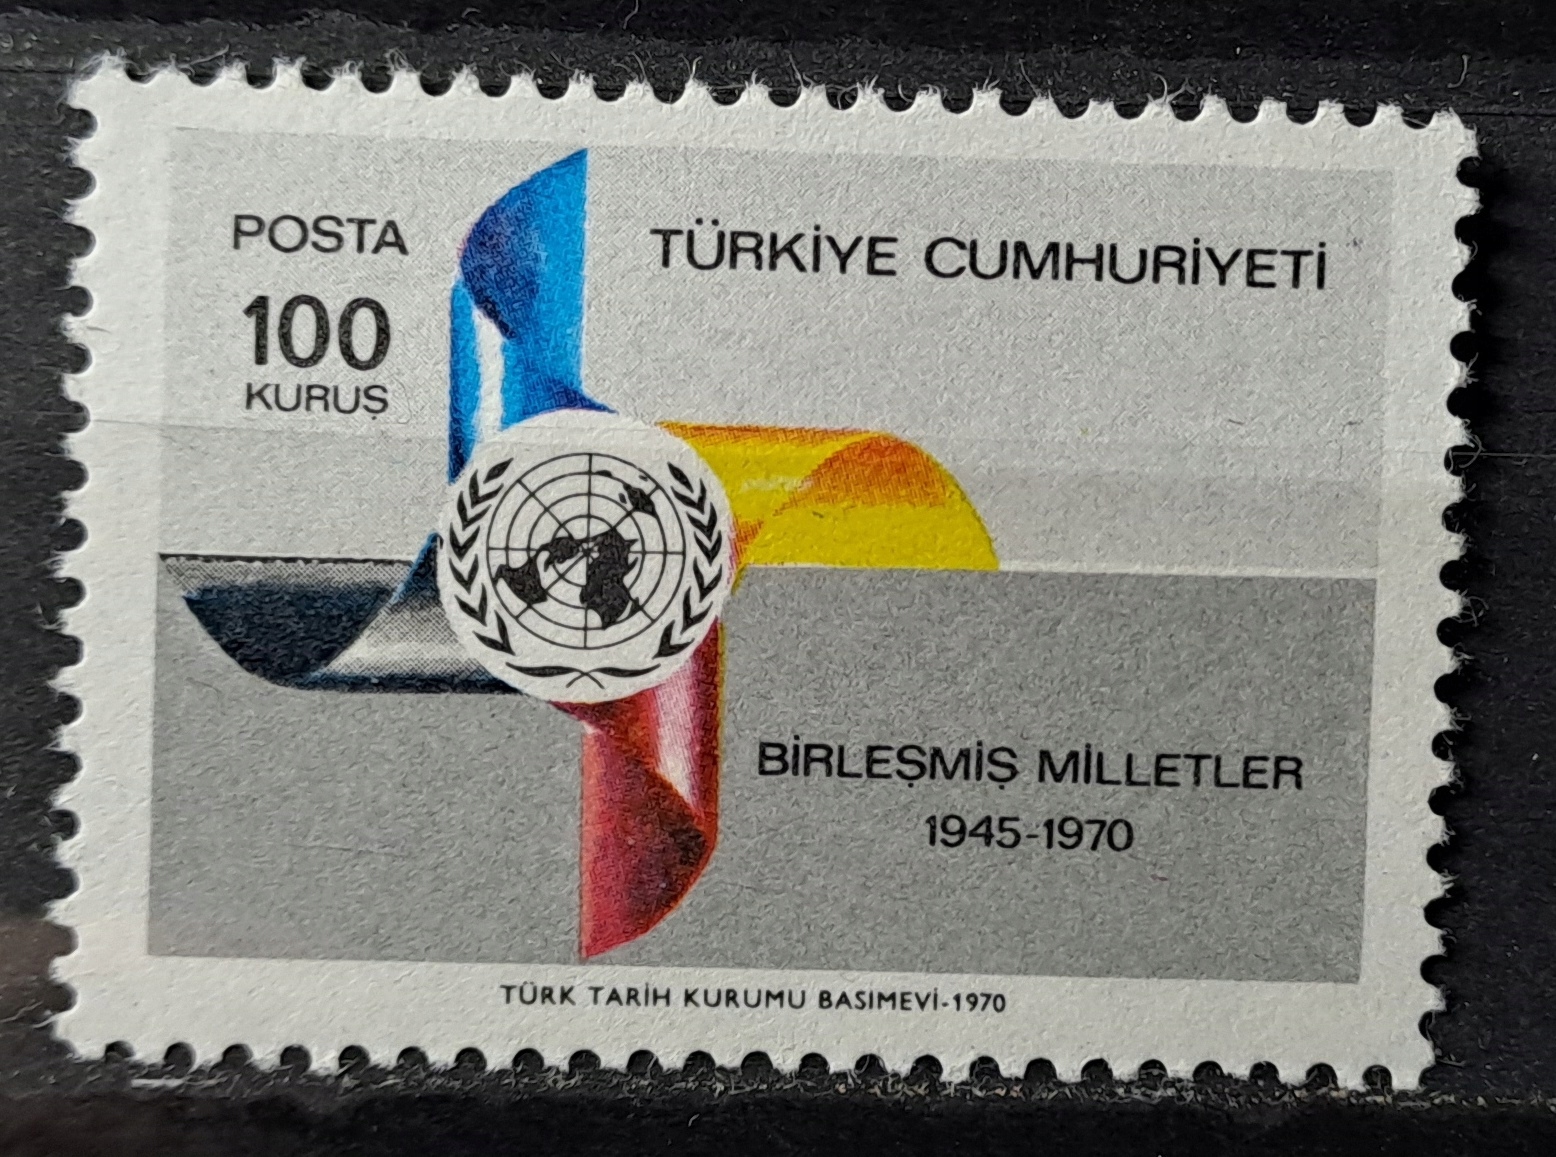 POSTA
100
KURUŞ
TÜRKİYE CUMHURİYETİ
BİRLEŞMİŞ MİLLETLER
1945-1970
TÜRK TARİH KURUMU BASIMEVİ-1970